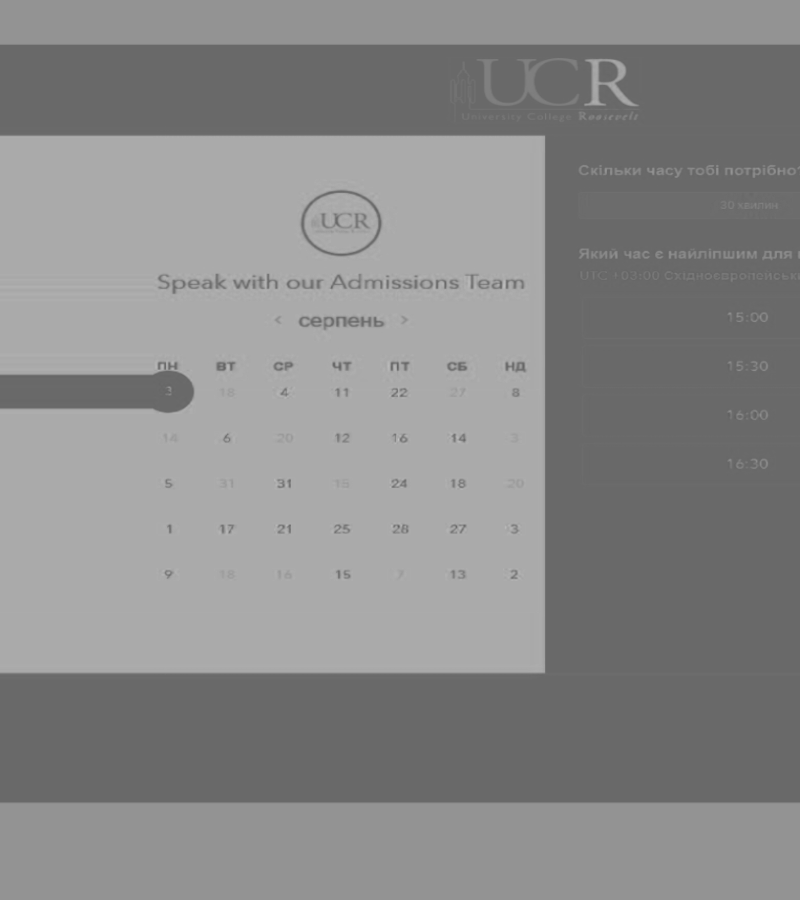 UCR
University College Roosevelt
UCR
Speak with our Admissions Team
< серпень >
ПН ВТ СР ЧТ ПТ СБ НД
3 18 4 11 22 27 8
14 6 20 12 16 14 3
5 31 31 15 24 18 20
1 17 21 25 28 27 3
9 18 16 15 7 13 2
Скільки часу тобі потрібно?
30 хвилин
Який час є найліпшим для
UTC +03:00
15:00
15:30
16:00
16:30